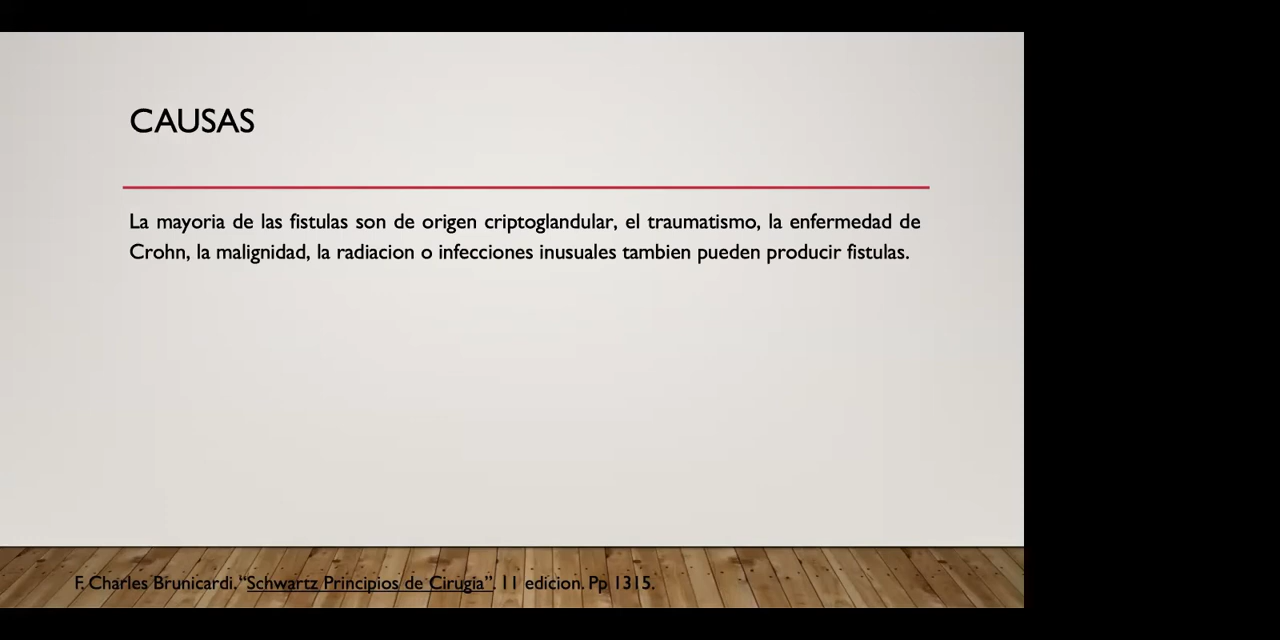 CAUSAS
La mayoria de las fistulas son de origen criptoglandular, el traumatismo, la enfermedad de
Crohn, la malignidad, la radiacion o infecciones inusuales tambien pueden producir fistulas.
F. Charles Brunicardi. “Schwartz Principios de Cirugia”. 11 edicion. Pp 1315.